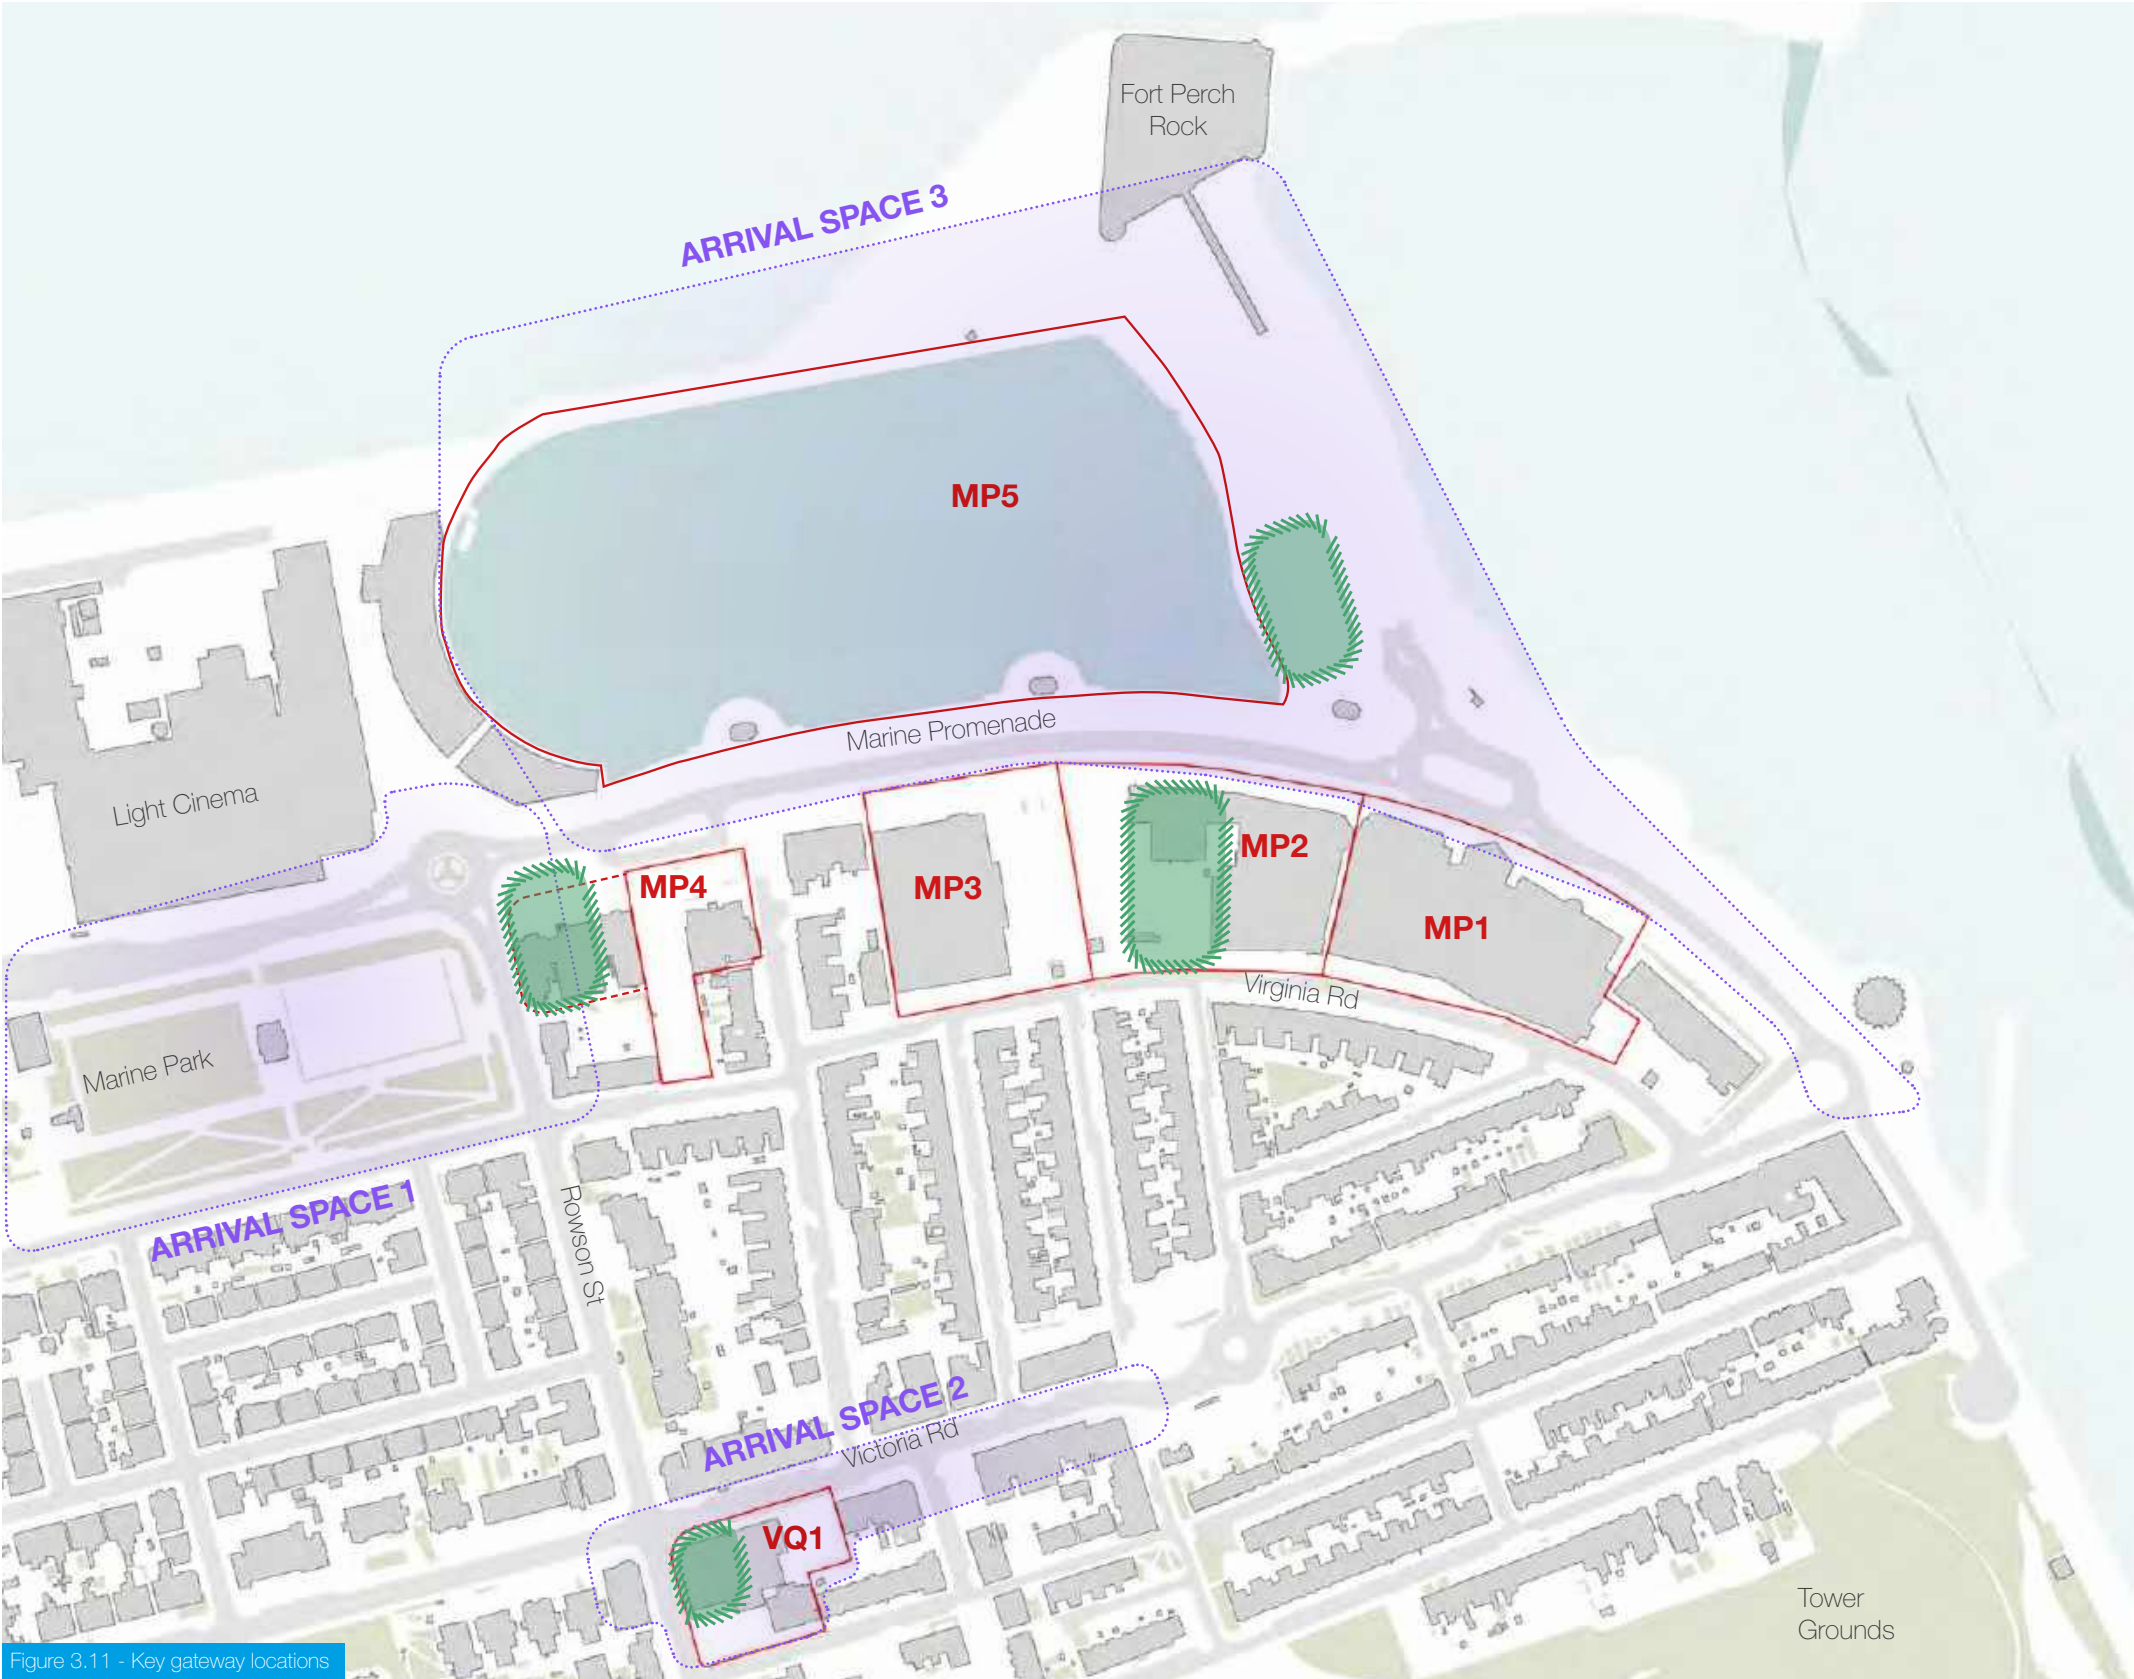 Fort Perch
Rock
ARRIVAL SPACE 3
MP5
Marine Promenade
Light Cinema
MP4
MP3
MP2
MP1
Virginia Rd
Marine Park
ARRIVAL SPACE 1
Rowson St
ARRIVAL SPACE 2
Victoria Rd
VQ1
Tower
Grounds
Figure 3.11 - Key gateway locations